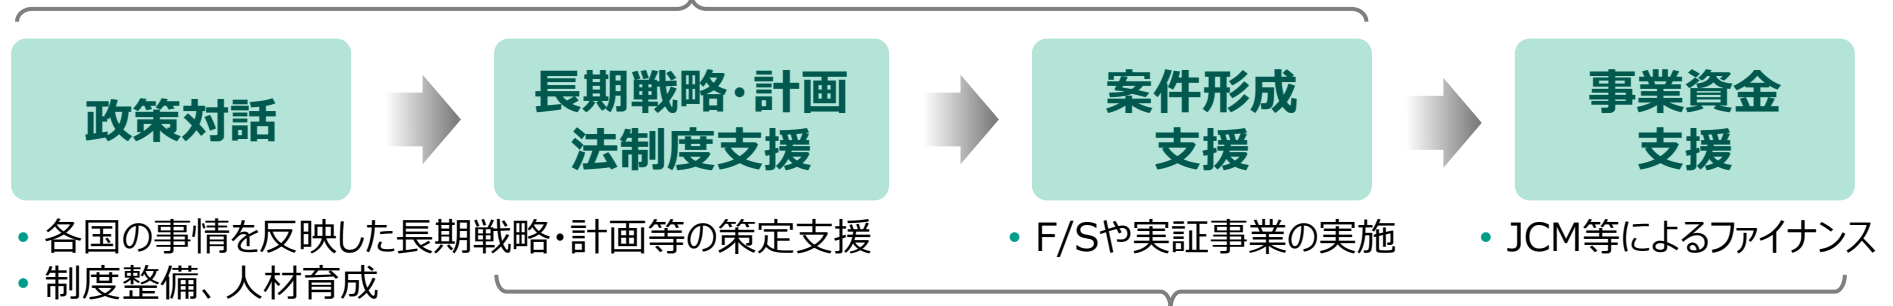 政策対話
長期戦略・計画
法制度支援
案件形成
支援
事業資金
支援
• 各国の事情を反映した長期戦略・計画等の策定支援
• 制度整備、人材育成
• F/Sや実証事業の実施
• JCM等によるファイナンス